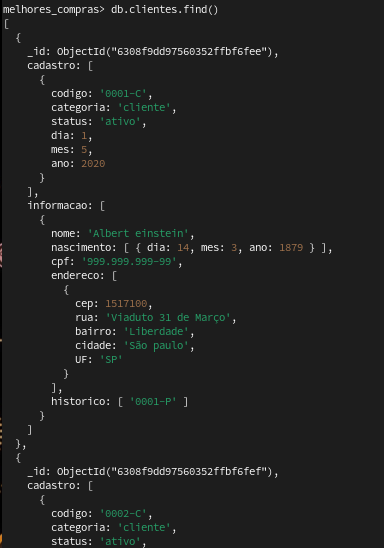 melhores_compras> db.clientes.find()
[
  {
    _id: ObjectId("6308f9dd97560352ffbf6fee"),
    cadastro: [
      {
        codigo: '0001-C',
        categoria: 'cliente',
        status: 'ativo',
        dia: 1,
        mes: 5,
        ano: 2020
      }
    ],
    informacao: [
      {
        nome: 'Albert einstein',
        nascimento: [ { dia: 14, mes: 3, ano: 1879 } ],
        cpf: '999.999.999-99',
        endereco: [
          {
            cep: 1517100,
            rua: 'Viaduto 31 de Março',
            bairro: 'Liberdade',
            cidade: 'São paulo',
            UF: 'SP'
          }
        ],
        historico: [ '0001-P' ]
      }
    ]
  },
  {
    _id: ObjectId("6308f9dd97560352ffbf6fef"),
    cadastro: [
      {
        codigo: '0002-C',
        categoria: 'cliente',
        status: 'ativo',